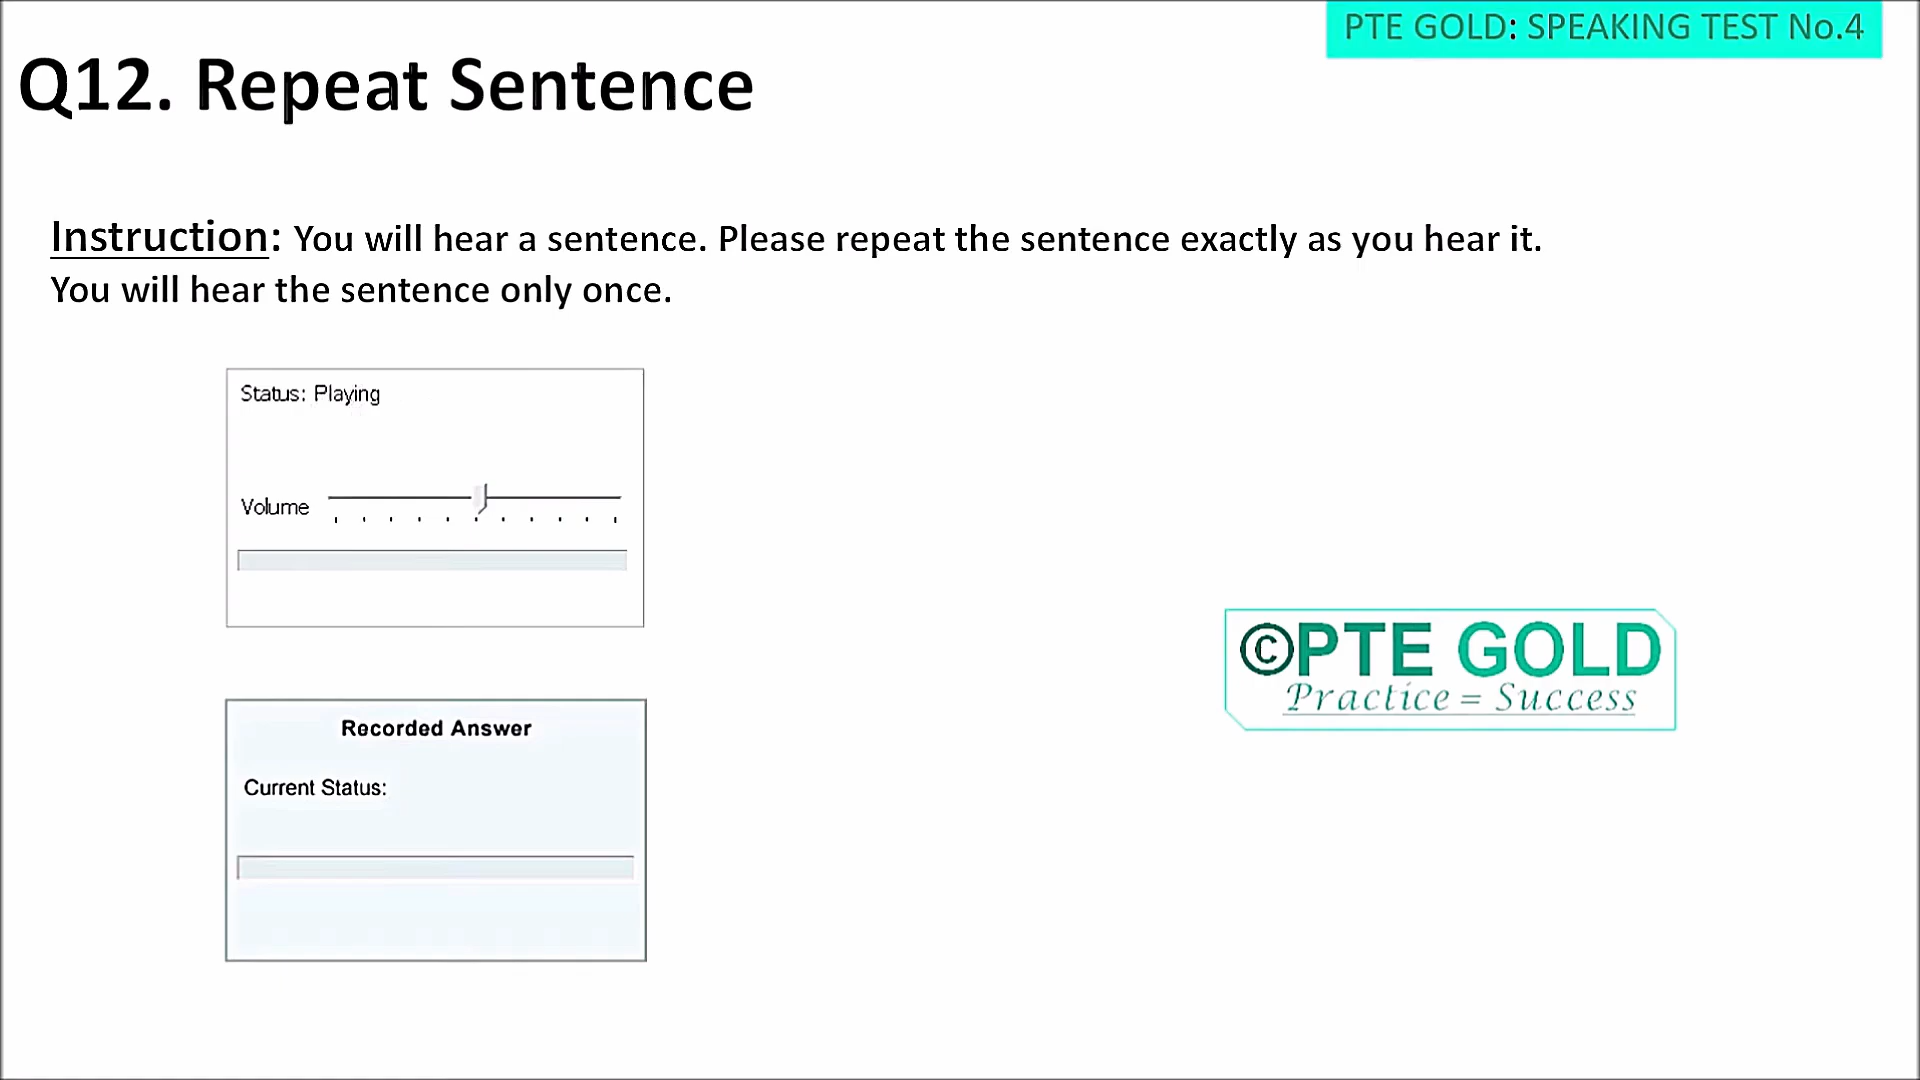 PTE GOLD: SPEAKING TEST No.4
Q12. Repeat Sentence
Instruction: You will hear a sentence. Please repeat the sentence exactly as you hear it.
You will hear the sentence only once.
Status: Playing
Volume
Recorded Answer
Current Status:
©PTE GOLD
Practice = Success